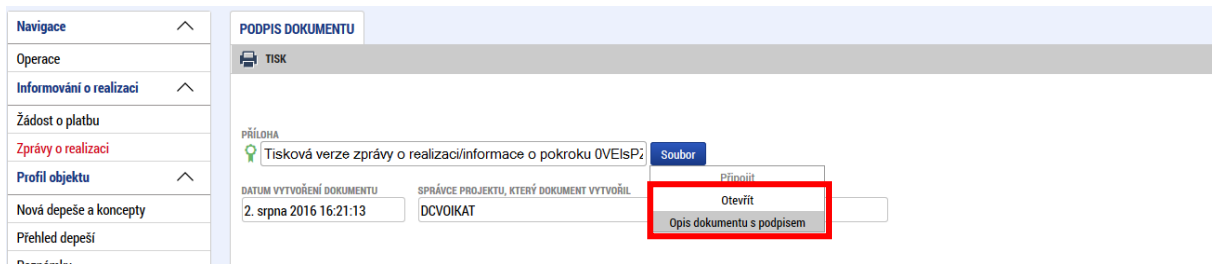 Navigace
Operace
Informování o realizaci
Žádost o platbu
Zprávy o realizaci
Profil objektu
Nová depeše a koncepty
Přehled depeší
Poznámky
PODPIS DOKUMENTU
TISK
PŘÍLOHA
Tisková verze zprávy o realizaci/informace o pokroku 0VEIsPZ
Soubor
Připojit
Otevřít
Opis dokumentu s podpisem
DATUM VYTVOŘENÍ DOKUMENTU
SPRÁVCE PROJEKTU, KTERÝ DOKUMENT VYTVOŘIL
2. srpna 2016 16:21:13
DCVOIKAT